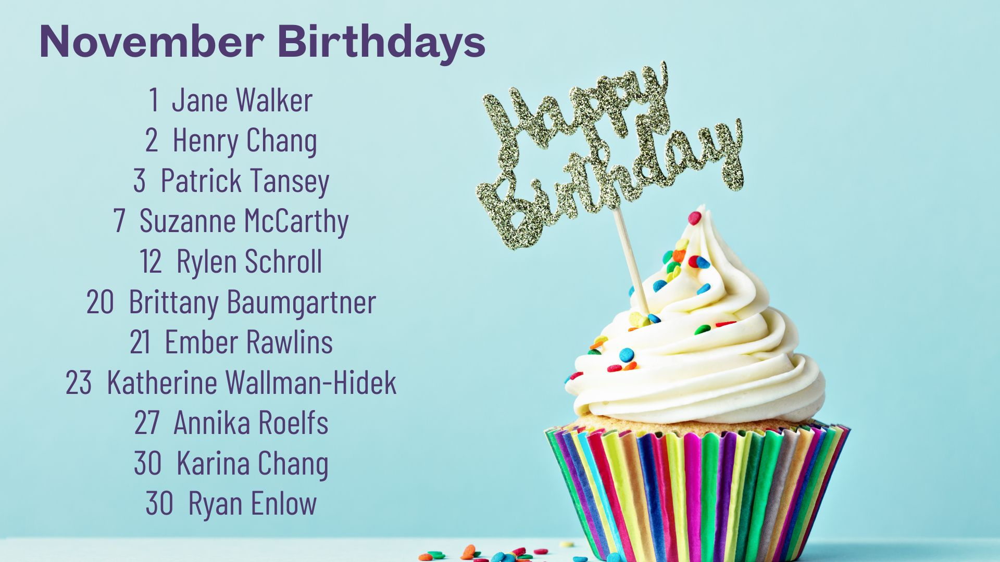 November Birthdays
1 Jane Walker
2 Henry Chang
3 Patrick Tansey
7 Suzanne McCarthy
12 Rylen Schroll
20 Brittany Baumgartner
21 Ember Rawlins
23 Katherine Wallman-Hidek
27 Annika Roelfs
30 Karina Chang
30 Ryan Enlow
Happy
Birthday